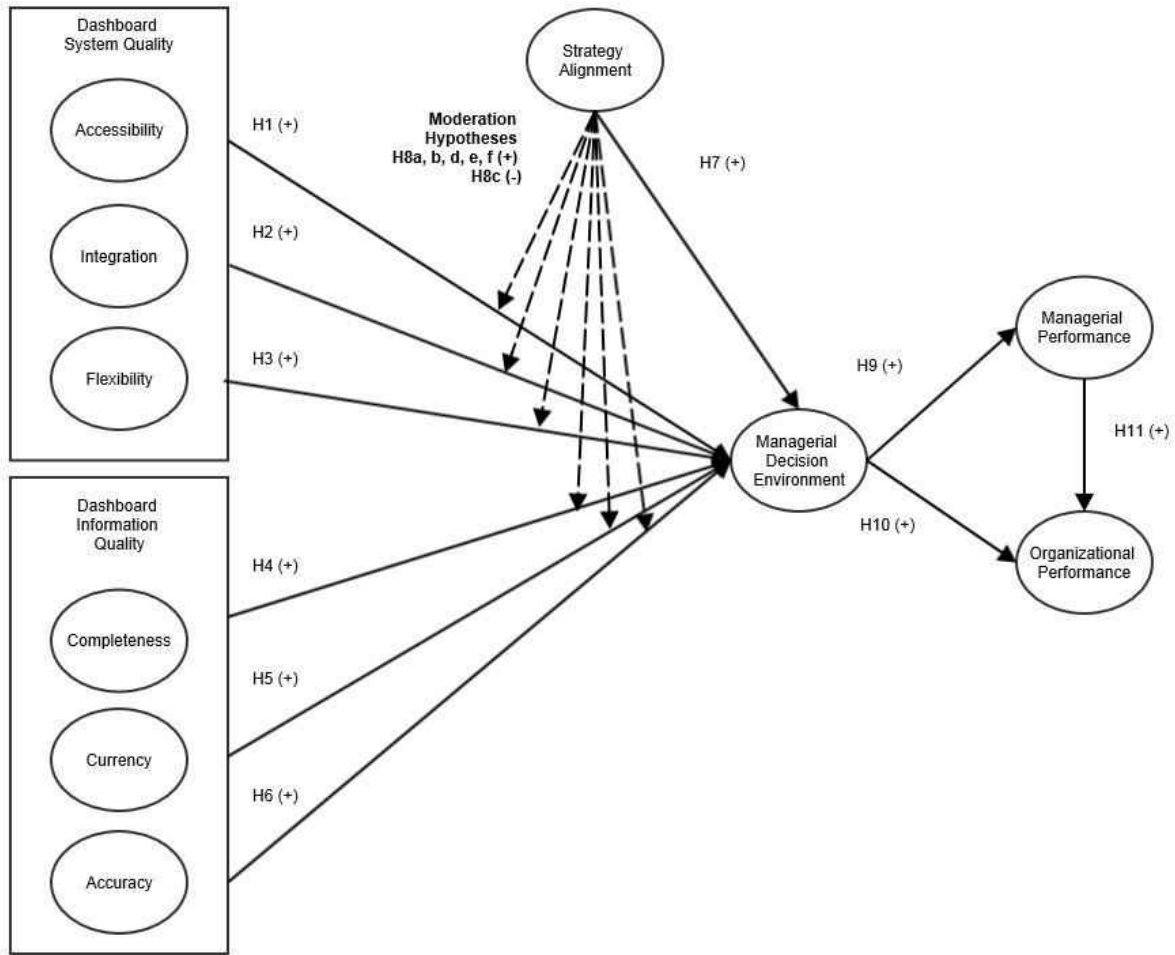 Dashboard
System Quality
Accessibility
Integration
Flexibility
H1 (+)
H2 (+)
H3 (+)
Strategy
Alignment
Moderation
Hypotheses
H8a, b, d, e, f (+)
H8c (-)
H7 (+)
Dashboard
Information
Quality
Completeness
Currency
Accuracy
H4 (+)
H5 (+)
H6 (+)
Managerial
Decision
Environment
H9 (+)
H10 (+)
Managerial
Performance
H11 (+)
Organizational
Performance